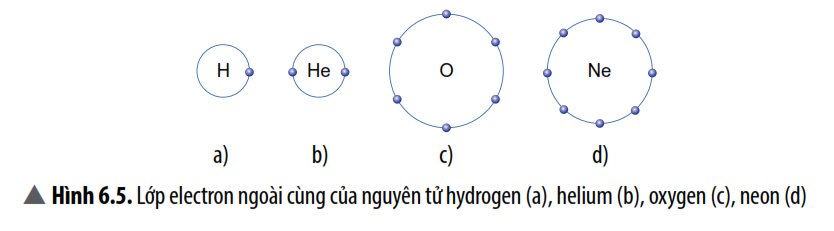 H He O Ne
a) b) c) d)
▲ Hình 6.5. Lớp electron ngoài cùng của nguyên tử hydrogen (a), helium (b), oxygen (c), neon (d)